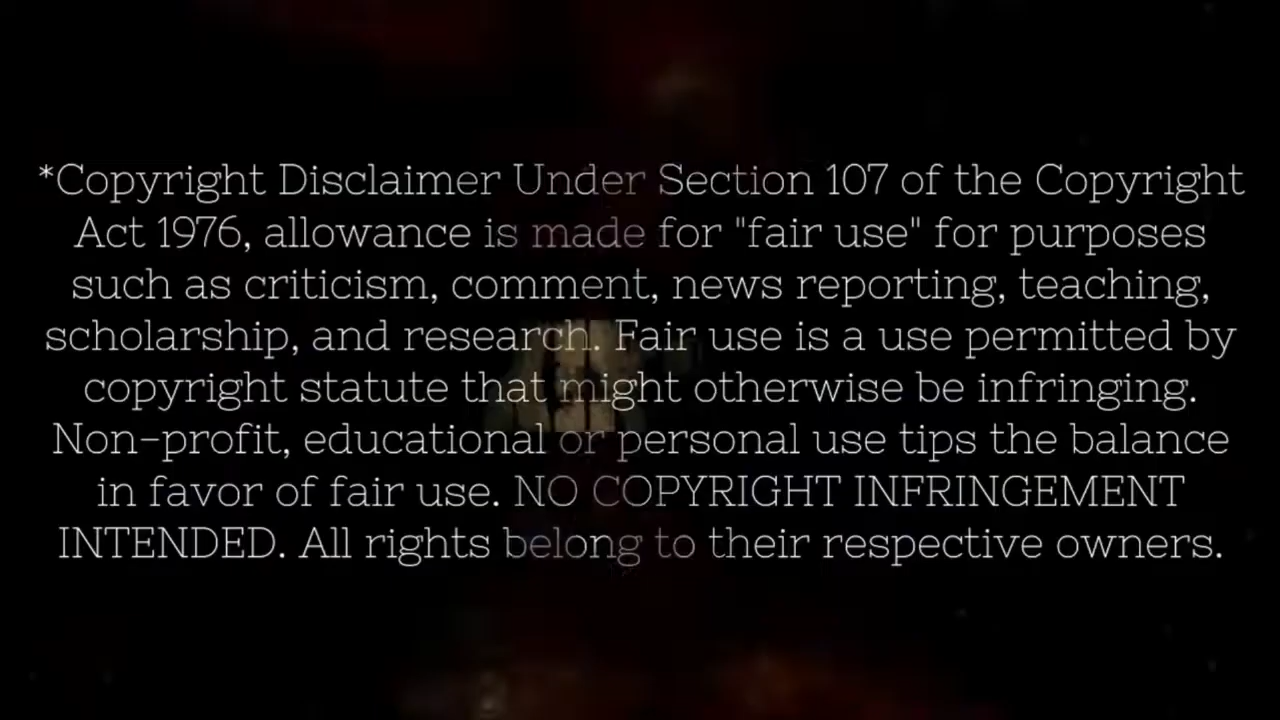 *Copyright Disclaimer Under Section 107 of the Copyright
Act 1976, allowance is made for "fair use" for purposes
such as criticism, comment, news reporting, teaching,
scholarship, and research. Fair use is a use permitted by
copyright statute that might otherwise be infringing.
Non-profit, educational or personal use tips the balance
in favor of fair use. NO COPYRIGHT INFRINGEMENT
INTENDED. All rights belong to their respective owners.